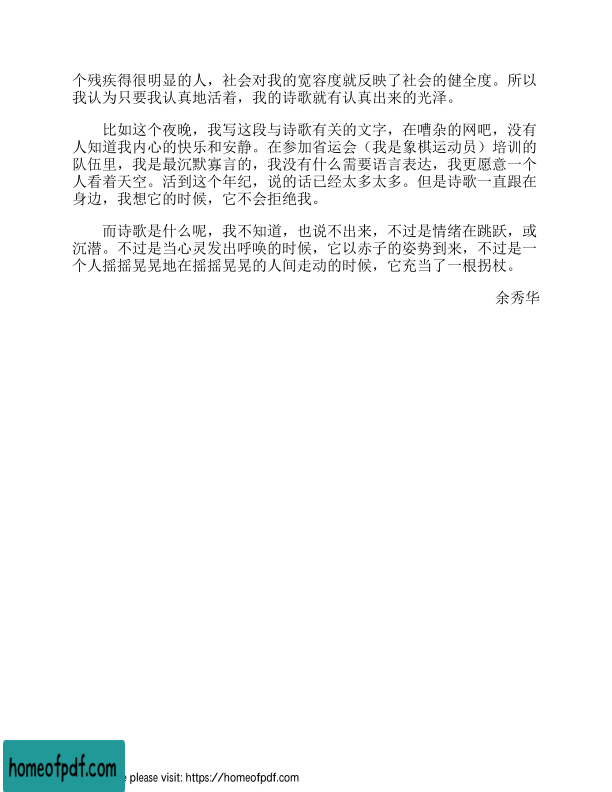 个残疾得很明显的人，社会对我的宽容度就反映了社会的健全度。所以
我认为只要我认真地活着，我的诗歌就有认真出来的光泽。
比如这个夜晚，我写这段与诗歌有关的文字，在嘈杂的网吧，没有
人知道我内心的快乐和安静。在参加省运会（我是象棋运动员）培训的
队伍里，我是最沉默寡言的，我没有什么需要语言表达，我更愿意一个
人看着天空。活到这个年纪，说的话已经太多太多。但是诗歌一直跟在
身边，我想它的时候，它不会拒绝我。
而诗歌是什么呢，我不知道，也说不出来，不过是情绪在跳跃，或
沉潜。不过是当心灵发出呼唤的时候，它以赤子的姿势到来，不过是一
个人摇摇晃晃地在摇摇晃晃的人间走动的时候，它充当了一根拐杖。
余秀华
homeofpdf.com
please visit: https://homeofpdf.com